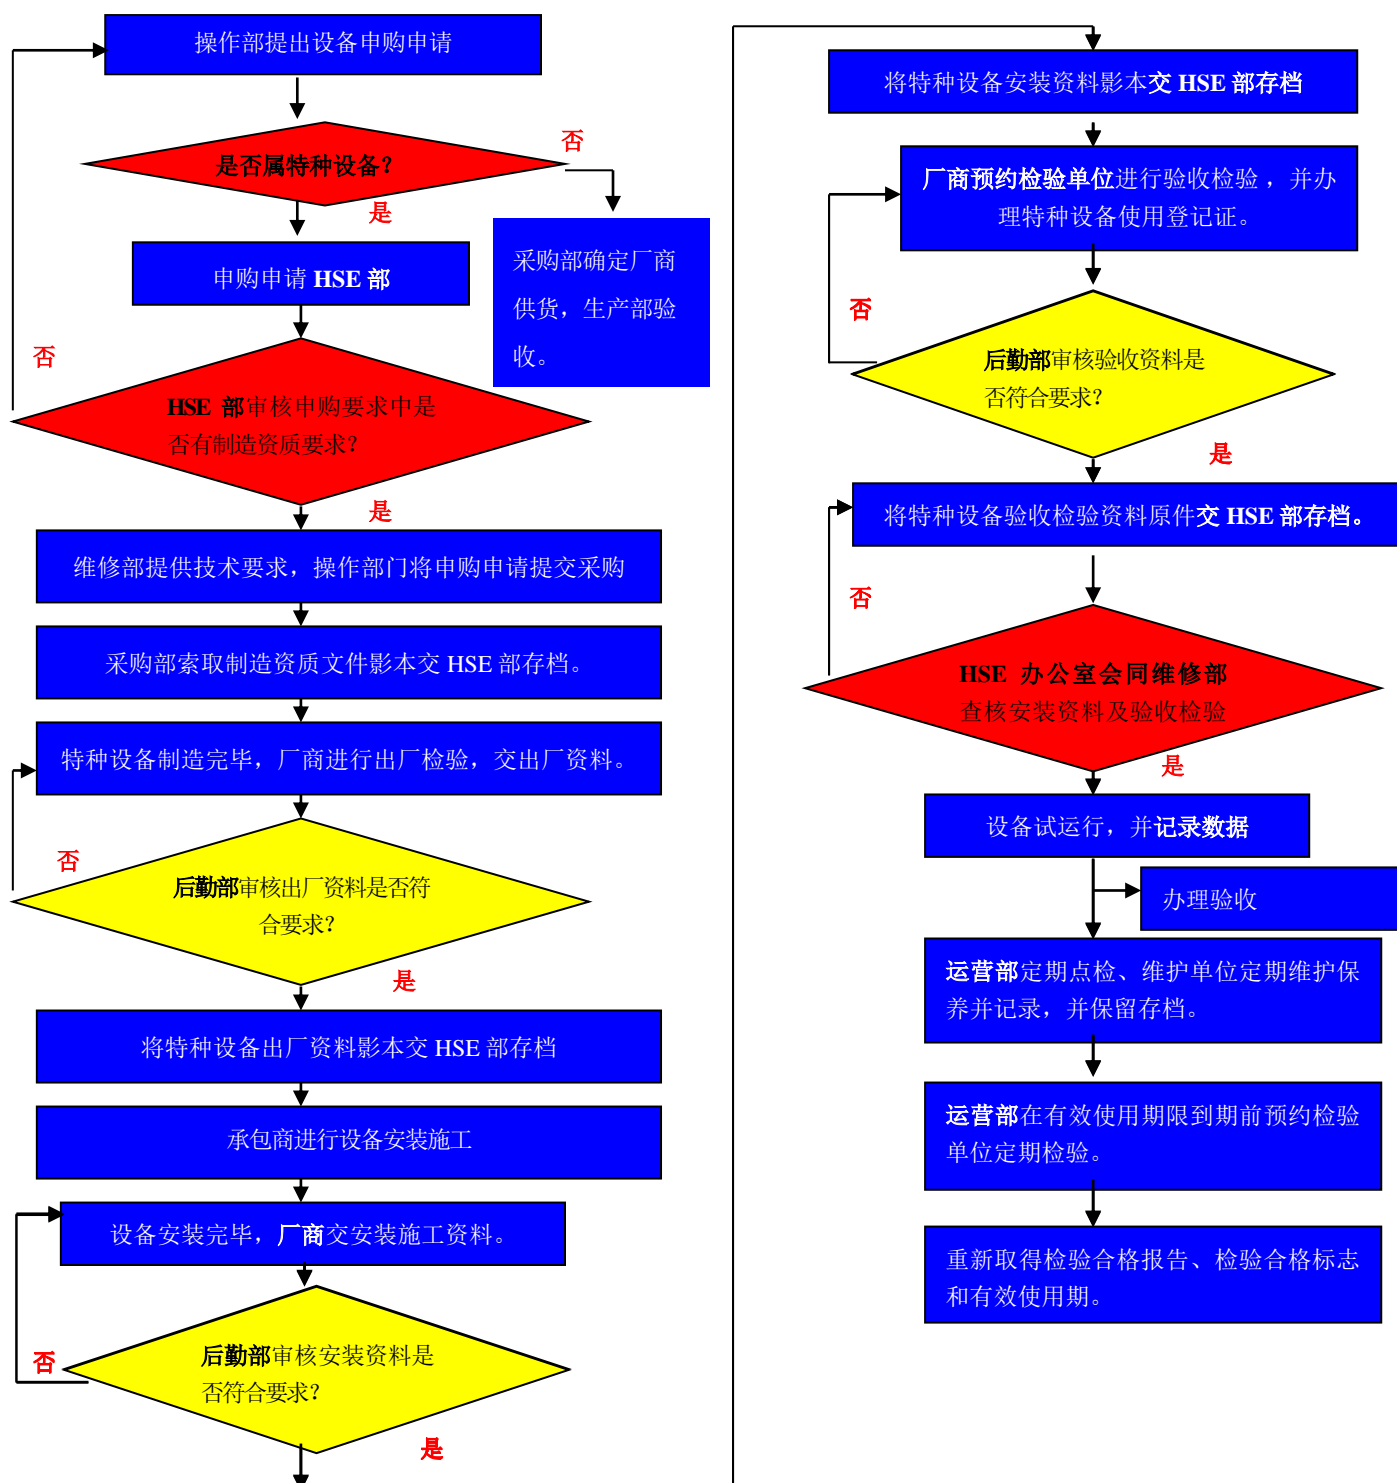 操作部提出设备申购申请
是否属特种设备？
否
是
申购申请 HSE 部
采购部确定厂商
供货，生产部验
收。
否
HSE 部审核申购要求中是
否有制造资质要求？
是
维修部提供技术要求，操作部门将申购申请提交采购
采购部索取制造资质文件影本交 HSE 部存档。
特种设备制造完毕，厂商进行出厂检验，交出厂资料。
否
后勤部审核出厂资料是否符
合要求？
是
将特种设备出厂资料影本交 HSE 部存档
承包商进行设备安装施工
设备安装完毕，厂商交安装施工资料。
否
后勤部审核安装资料是
否符合要求？
是
将特种设备安装资料影本交 HSE 部存档
厂商预约检验单位进行验收检验 ，并办
理特种设备使用登记证。
否
后勤部审核验收资料是
否符合要求？
是
将特种设备验收检验资料原件交 HSE 部存档。
否
HSE 办公室会同维修部
查核安装资料及验收检验
是
设备试运行，并记录数据
办理验收
运营部定期点检、维护单位定期维护保
养并记录，并保留存档。
运营部在有效使用期限到期前预约检验
单位定期检验。
重新取得检验合格报告、检验合格标志
和有效使用期。